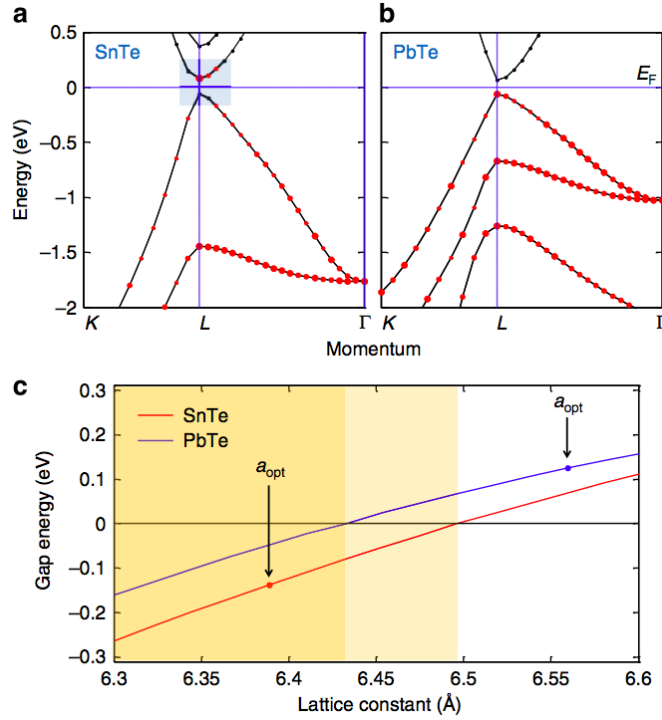 a
b
SnTe
PbTe
E_F
0.5
0
−0.5
−1
−1.5
−2
Energy (eV)
K
L
Γ
K
L
Γ
Momentum
c
SnTe
PbTe
a_opt
a_opt
0.3
0.2
0.1
0
−0.1
−0.2
−0.3
Gap energy (eV)
6.3
6.35
6.4
6.45
6.5
6.55
6.6
Lattice constant (Å)